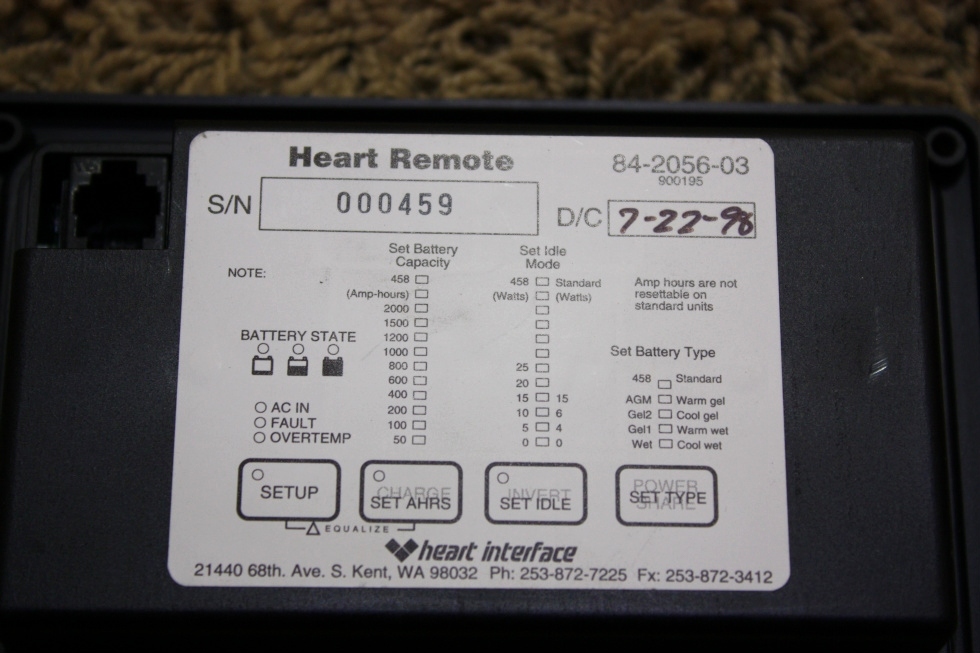 Heart Remote
84-2056-03
900195
S/N 000459
D/C 7-22-98
Set Battery Capacity
Set Idle Mode
NOTE:
458
(Amp-hours)
2000
1500
1200
1000
800
600
400
200
100
50
458 Standard
(Watts) (Watts)
25
20
15 15
10 6
5 4
0 0
Amp hours are not
resettable on
standard units
BATTERY STATE
AC IN
FAULT
OVERTEMP
Set Battery Type
458 Standard
AGM Warm gel
Gel2 Cool gel
Gel1 Warm wet
Wet Cool wet
SETUP
CHARGE
SET AHRS
INVERT
SET IDLE
POWER
SET TYPE
SHARE
EQUALIZE
heart interface
21440 68th. Ave. S. Kent, WA 98032 Ph: 253-872-7225 Fx: 253-872-3412